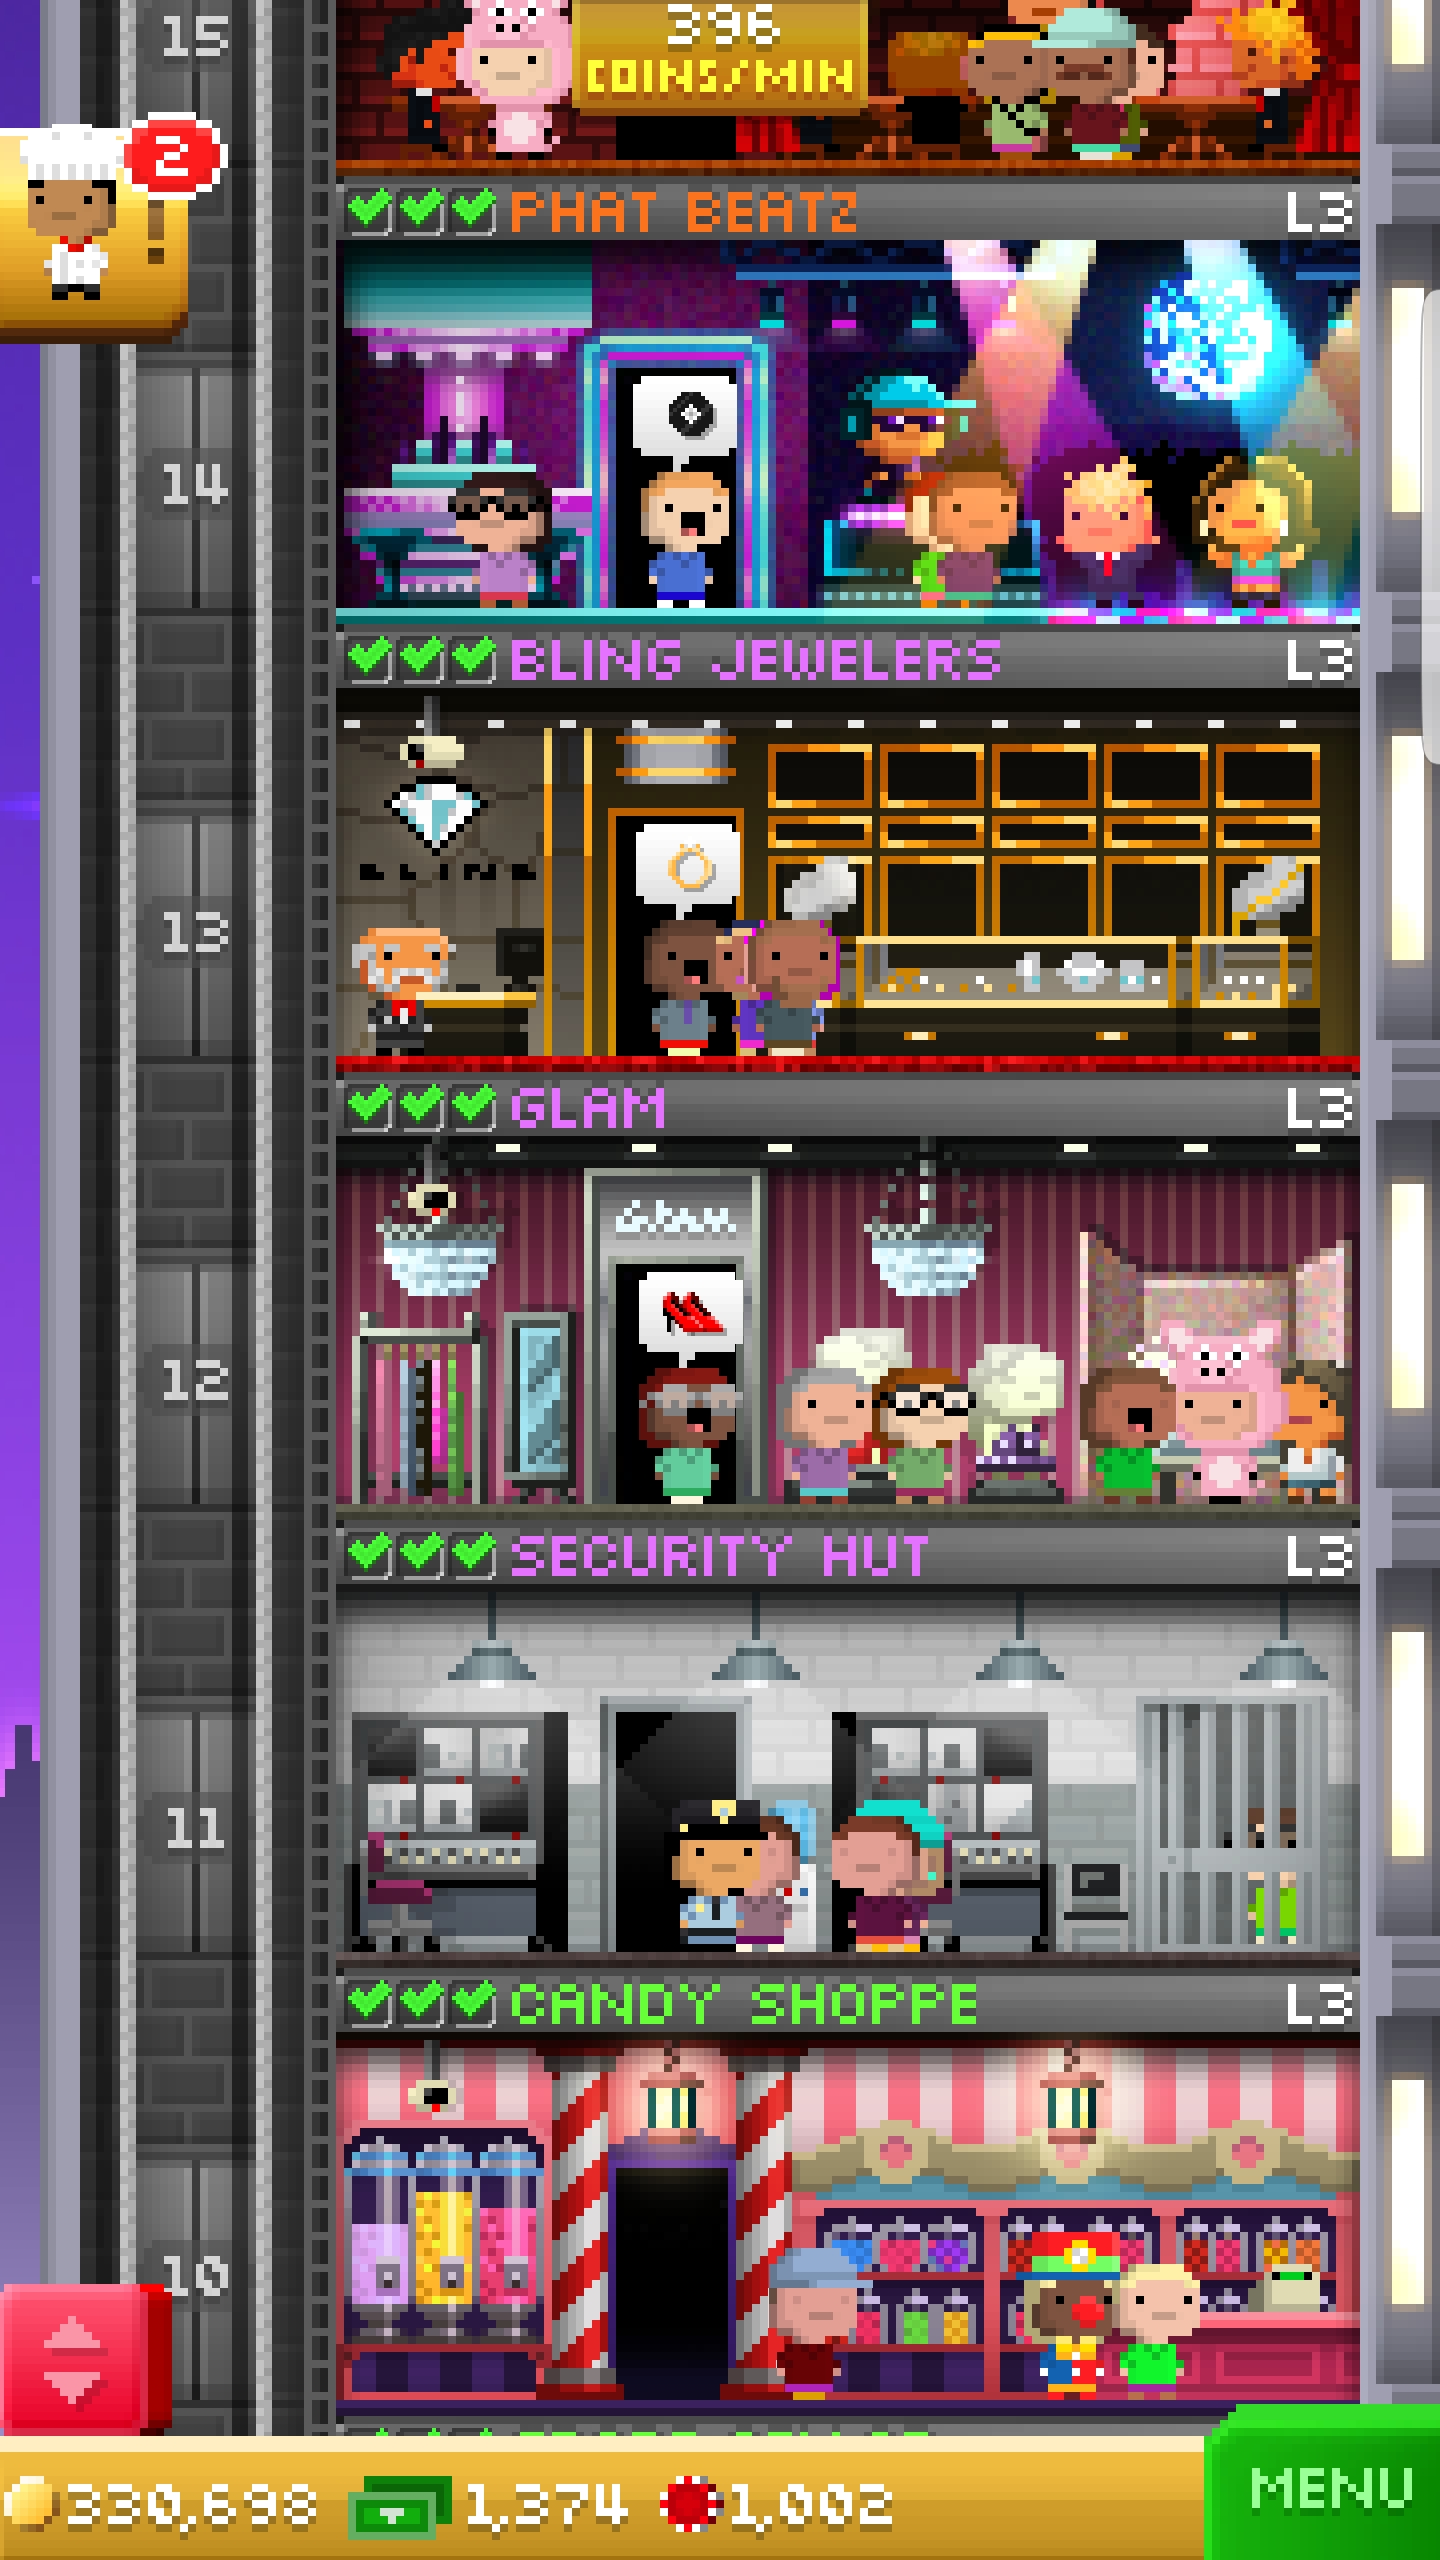 396
COINS/MIN
15
2
PHAT BEATZ L3
14
BLING JEWELERS L3
BLING
13
GLAM L3
Glam
12
SECURITY HUT L3
11
CANDY SHOPPE L3
10
330,698 1,374 1,002
MENU